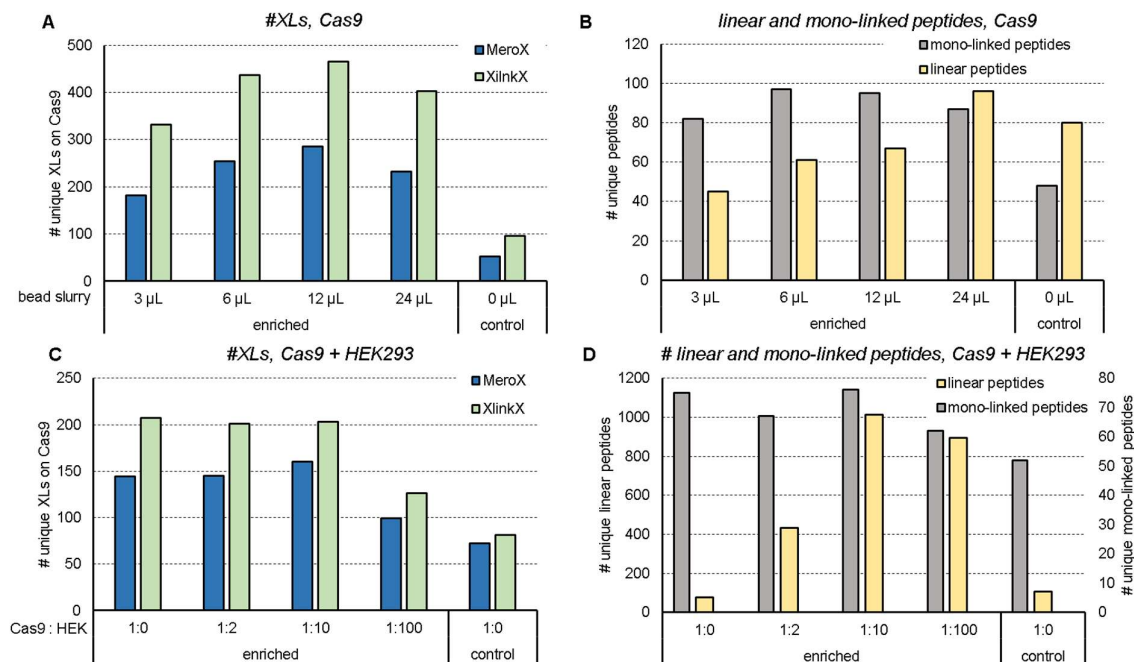 A
#XLs, Cas9
500
400
300
200
100
0
# unique XLs on Cas9
MeroX
XilnkX
bead slurry
3 µL
6 µL
12 µL
24 µL
0 µL
enriched
control
B
linear and mono-linked peptides, Cas9
120
100
80
60
40
20
0
# unique peptides
mono-linked peptides
linear peptides
3 µL
6 µL
12 µL
24 µL
0 µL
enriched
control
C
#XLs, Cas9 + HEK293
250
200
150
100
50
0
# unique XLs on Cas9
MeroX
XlinkX
Cas9 : HEK
1:0
1:2
1:10
1:100
1:0
enriched
control
D
# linear and mono-linked peptides, Cas9 + HEK293
1200
1000
800
600
400
200
0
# unique linear peptides
linear peptides
mono-linked peptides
80
70
60
50
40
30
20
10
0
# unique mono-linked peptides
1:0
1:2
1:10
1:100
1:0
enriched
control